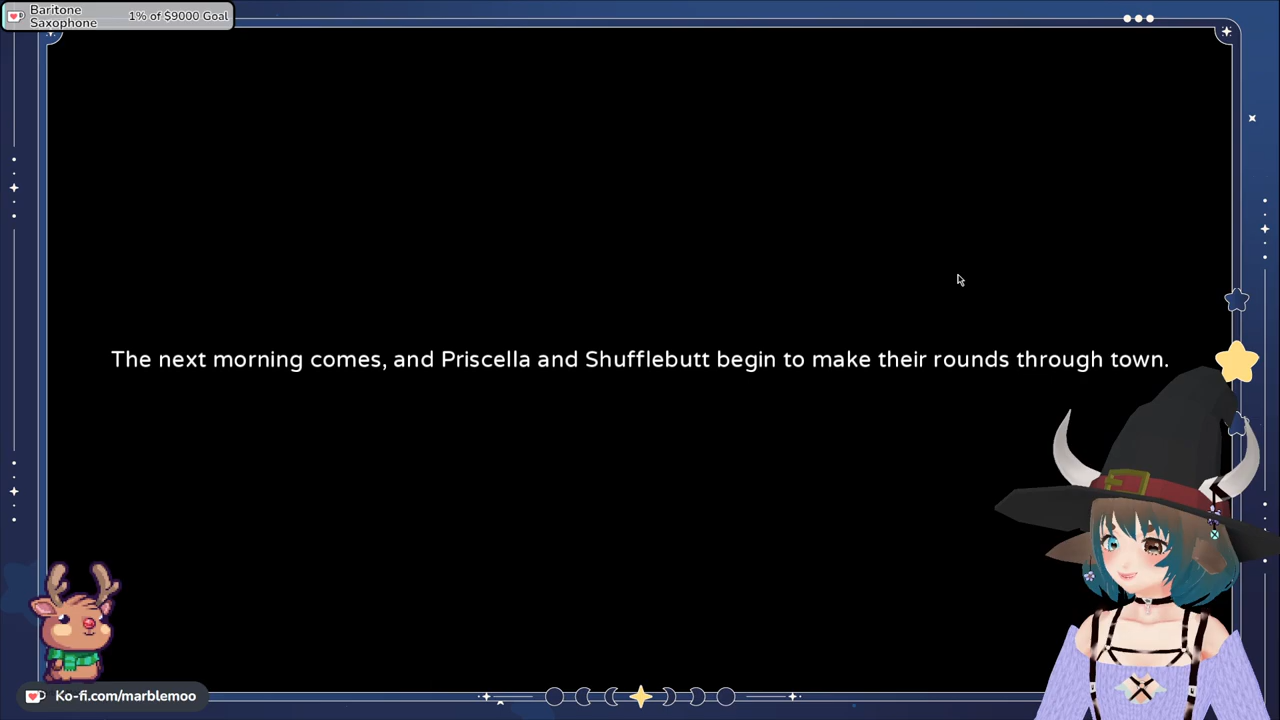 Baritone
Saxophone
1% of $9000 Goal
The next morning comes, and Priscella and Shufflebutt begin to make their rounds through town.
Ko-fi.com/marblemoo